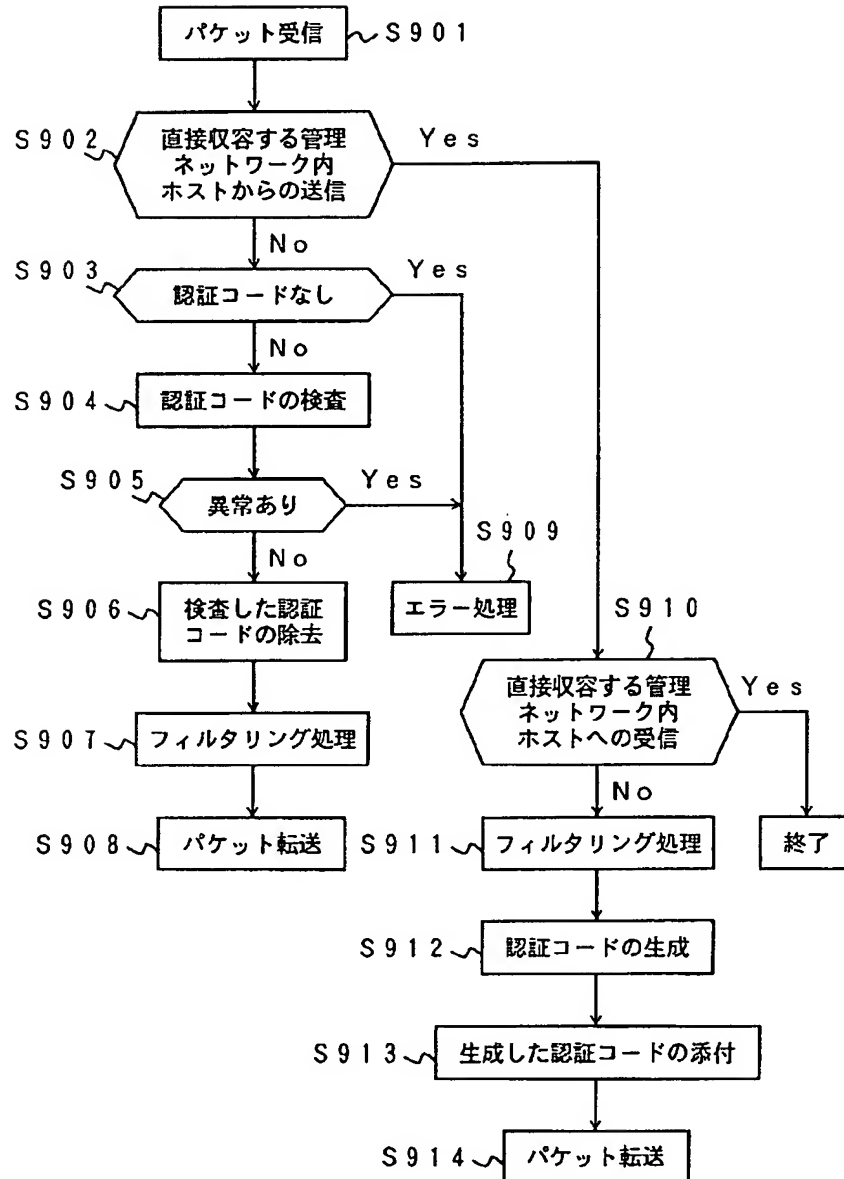 パケット受信
S901
S902
直接収容する管理
ネットワーク内
ホストからの送信
Yes
No
S903
認証コードなし
Yes
No
S904
認証コードの検査
S905
異常あり
Yes
No
S909
エラー処理
S906
検査した認証
コードの除去
S910
直接収容する管理
ネットワーク内
ホストへの受信
Yes
No
S907
フィルタリング処理
S908
パケット転送
S911
フィルタリング処理
終了
S912
認証コードの生成
S913
生成した認証コードの添付
S914
パケット転送